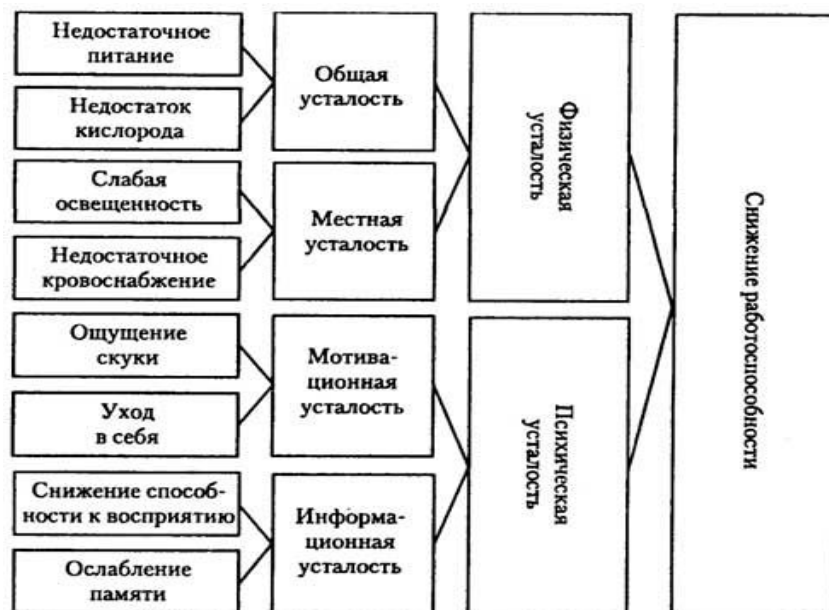 Недостаточное
питание
Недостаток
кислорода
Слабая
освещенность
Недостаточное
кровоснабжение
Ощущение
скуки
Уход
в себя
Снижение способ-
ности к восприятию
Ослабление
памяти
Общая
усталость
Местная
усталость
Мотива-
ционная
усталость
Информа-
ционная
усталость
Физическая
усталость
Психическая
усталость
Снижение работоспособности